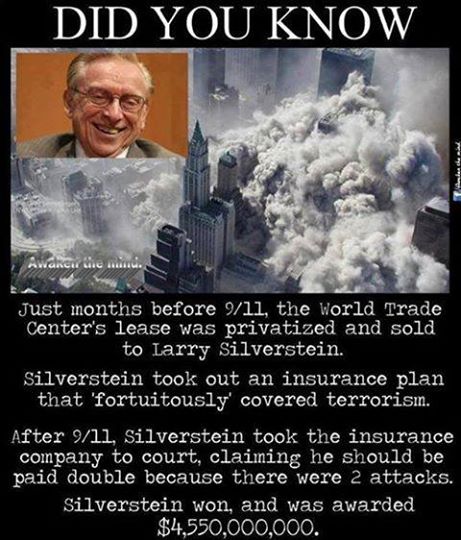 DID YOU KNOW
Awaken the mind.
Awaken the mind.
Just months before 9/11, the World Trade
Center's lease was privatized and sold
to Larry Silverstein.
Silverstein took out an insurance plan
that 'fortuitously' covered terrorism.
After 9/11, Silverstein took the insurance
company to court, claiming he should be
paid double because there were 2 attacks.
Silverstein won, and was awarded
$4,550,000,000.